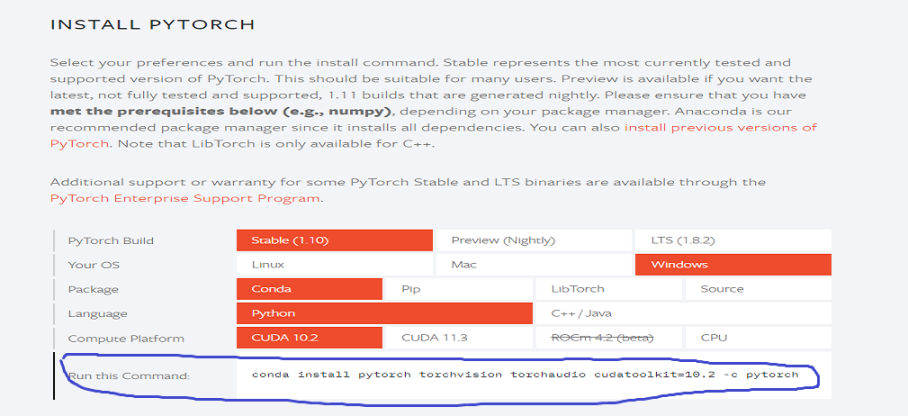 INSTALL PYTORCH
Select your preferences and run the install command. Stable represents the most currently tested and
supported version of PyTorch. This should be suitable for many users. Preview is available if you want the
latest, not fully tested and supported, 1.11 builds that are generated nightly. Please ensure that you have
met the prerequisites below (e.g., numpy), depending on your package manager. Anaconda is our
recommended package manager since it installs all dependencies. You can also install previous versions of
PyTorch. Note that LibTorch is only available for C++.
Additional support or warranty for some PyTorch Stable and LTS binaries are available through the
PyTorch Enterprise Support Program.
PyTorch Build Stable (1.10) Preview (Nightly) LTS (1.8.2)
Your OS Linux Mac Windows
Package Conda Pip LibTorch Source
Language Python C++ / Java
Compute Platform CUDA 10.2 CUDA 11.3 ROCm 4.2 (beta) CPU
Run this Command: conda install pytorch torchvision torchaudio cudatoolkit=10.2 -c pytorch